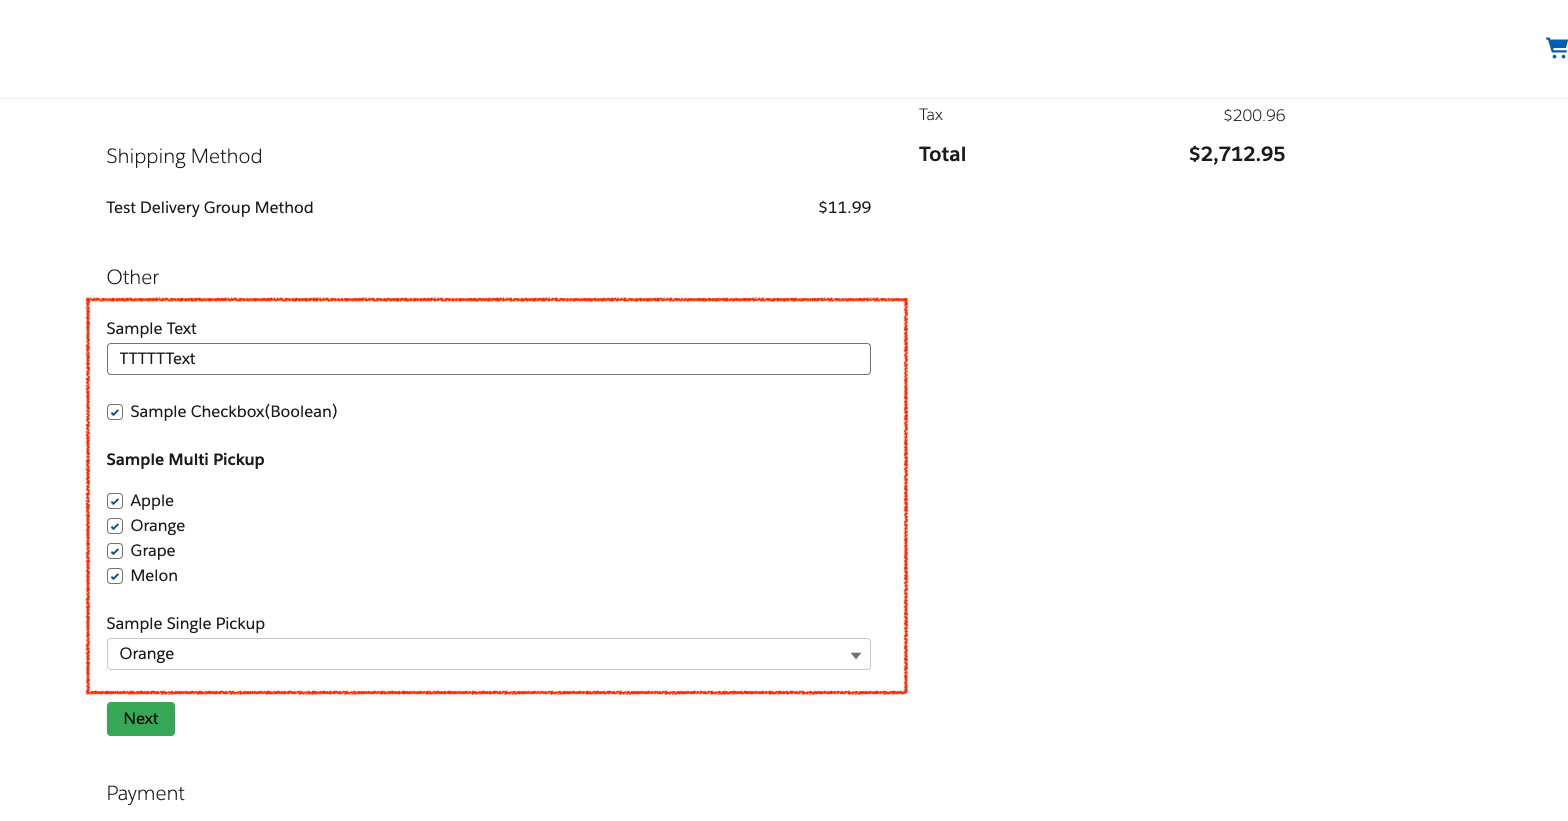 Tax $200.96
Total $2,712.95
Shipping Method
Test Delivery Group Method $11.99
Other
Sample Text
TTTTTText
Sample Checkbox(Boolean)
Sample Multi Pickup
Apple
Orange
Grape
Melon
Sample Single Pickup
Orange
Next
Payment